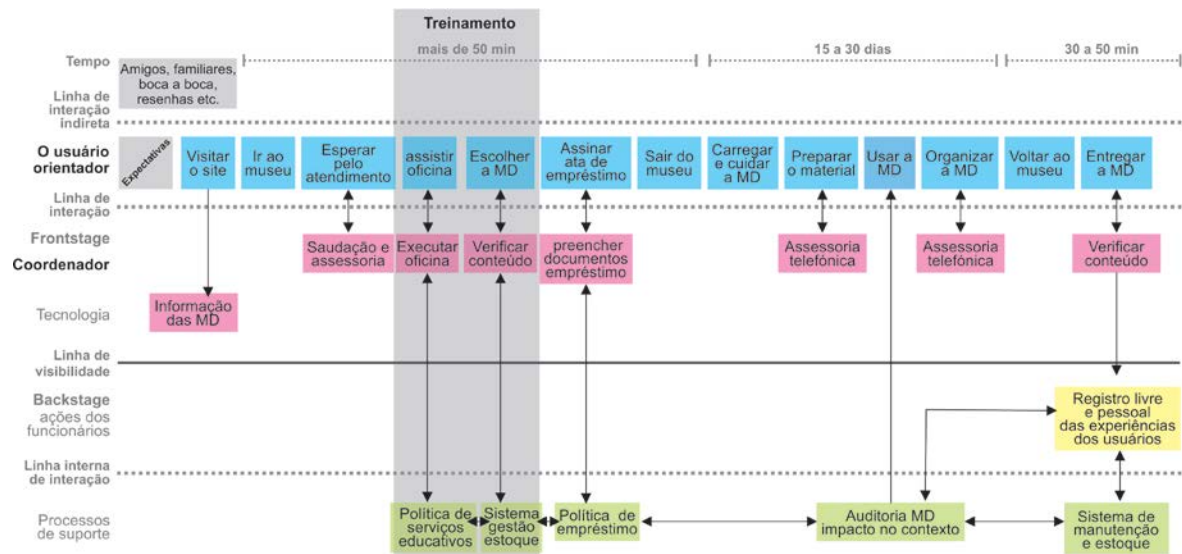 Treinamento
mais de 50 min
15 a 30 dias
30 a 50 min
Tempo
Amigos, familiares,
boca a boca,
resenhas etc.
Linha de
interação
indireta
O usuário
orientador
Expectativas
Visitar
o site
Ir ao
museu
Esperar
pelo
atendimento
assistir
oficina
Escolher
a MD
Assinar
ata de
empréstimo
Sair do
museu
Carregar
e cuidar
a MD
Preparar
o material
Usar a
MD
Organizar
a MD
Voltar ao
museu
Entregar
a MD
Linha de
interação
Frontstage
Coordenador
Saudação e
assessoria
Executar
oficina
Verificar
conteúdo
preencher
documentos
empréstimo
Assessoria
telefónica
Assessoria
telefónica
Verificar
conteúdo
Tecnologia
Informação
das MD
Linha de
visibilidade
Backstage
ações dos
funcionários
Registro livre
e pessoal
das experiências
dos usuários
Linha interna
de interação
Processos
de suporte
Política de
serviços
educativos
Sistema
gestão
estoque
Política de
empréstimo
Auditoria MD
impacto no contexto
Sistema de
manutenção
e estoque